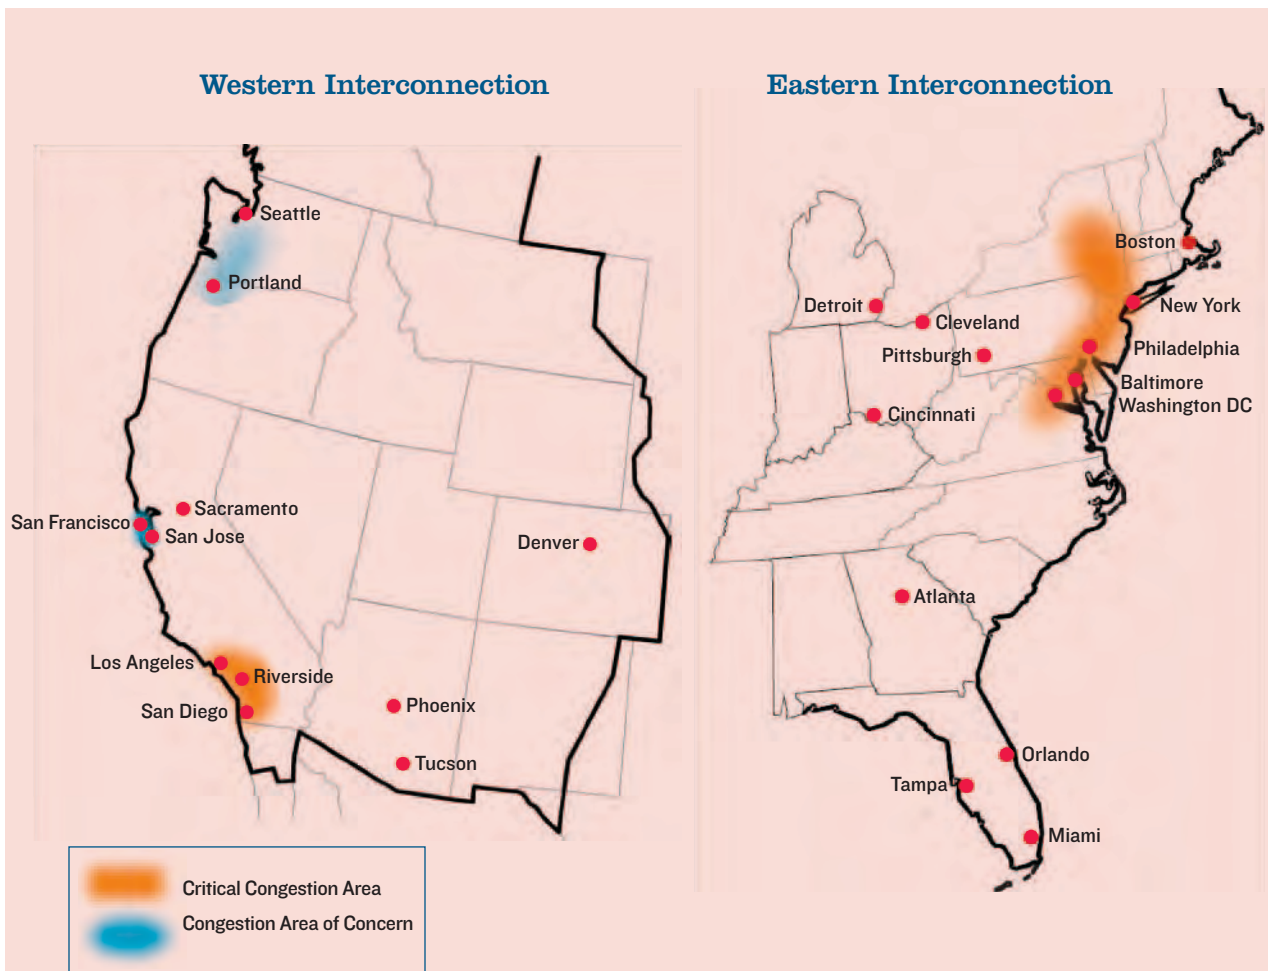 Western Interconnection
Eastern Interconnection
Seattle
Portland
Sacramento
San Francisco
San Jose
Denver
Los Angeles
Riverside
San Diego
Phoenix
Tucson
Boston
Detroit
New York
Cleveland
Pittsburgh
Philadelphia
Baltimore
Washington DC
Cincinnati
Atlanta
Orlando
Tampa
Miami
Critical Congestion Area
Congestion Area of Concern